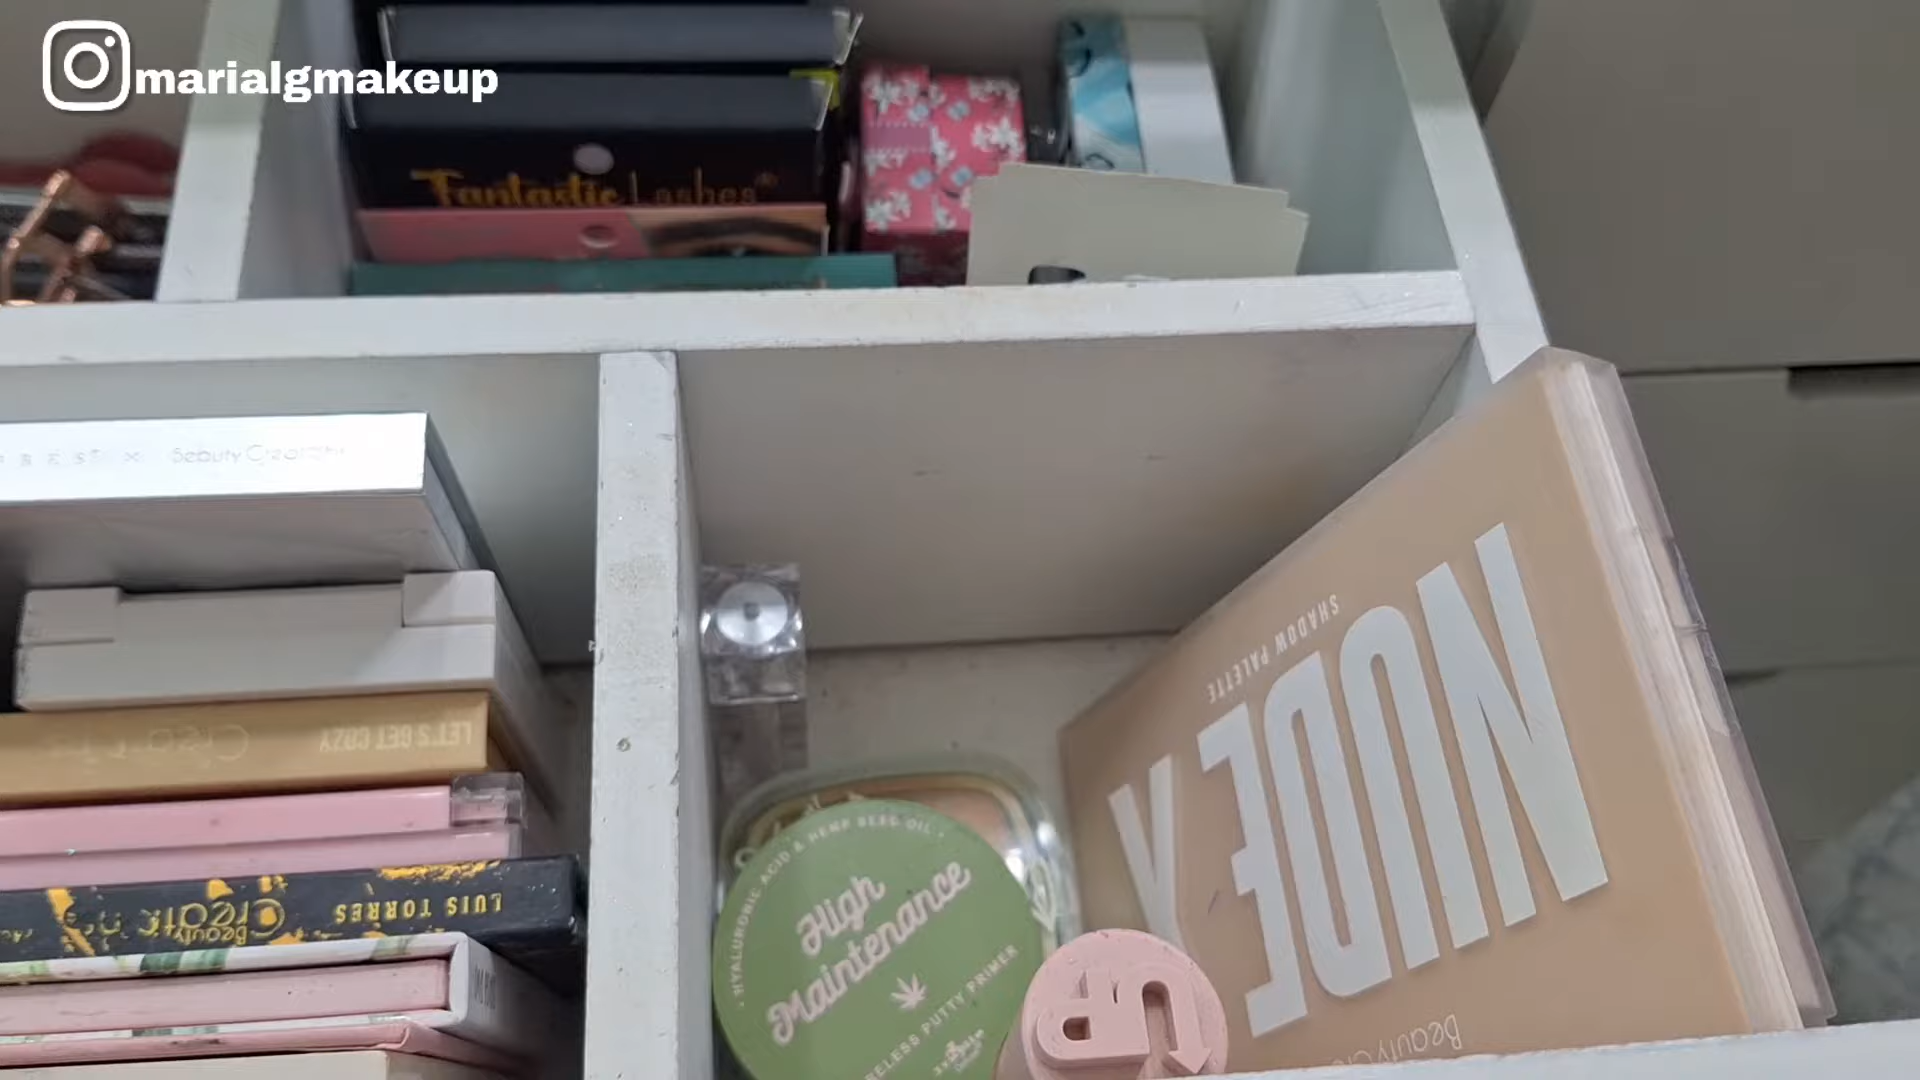 marialgmakeup
Fantastic Lashes®
Beauty Creations
LET'S GET COZY
LUIS TORRES
Beauty
Creations
HYALURONIC ACID & HEMP SEED OIL
High
Maintenance
PUTTY PRIMER
UP
NUDE X
SHADOW PALETTE
Beauty